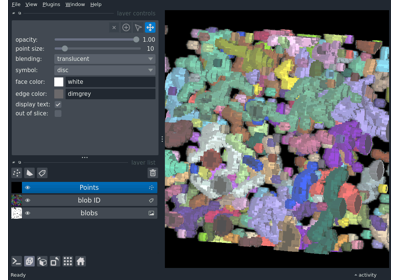 File View Plugins Window Help
layer controls
opacity: 1.00
point size: 10
blending: translucent
symbol: disc
face color: white
edge color: dimgrey
display text:
out of slice:
layer list
Points
blob ID
blobs
Ready
activity